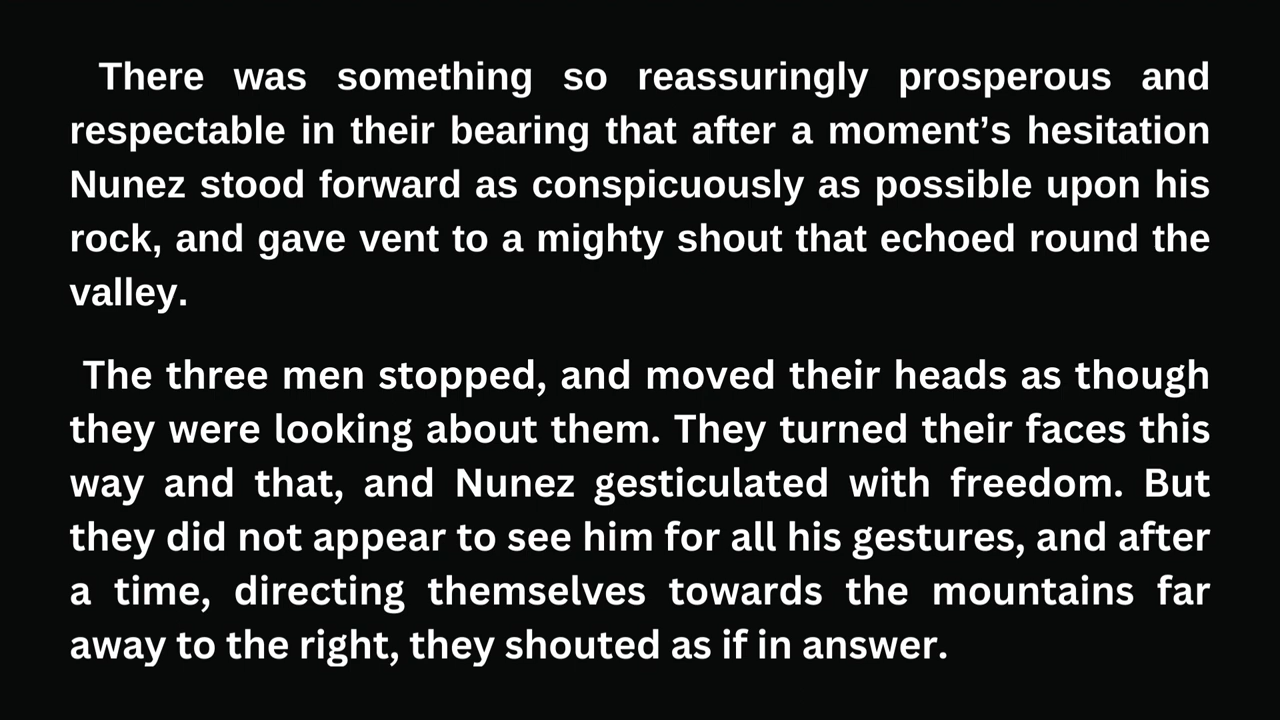 There was something so reassuringly prosperous and
respectable in their bearing that after a moment’s hesitation
Nunez stood forward as conspicuously as possible upon his
rock, and gave vent to a mighty shout that echoed round the
valley.
The three men stopped, and moved their heads as though
they were looking about them. They turned their faces this
way and that, and Nunez gesticulated with freedom. But
they did not appear to see him for all his gestures, and after
a time, directing themselves towards the mountains far
away to the right, they shouted as if in answer.